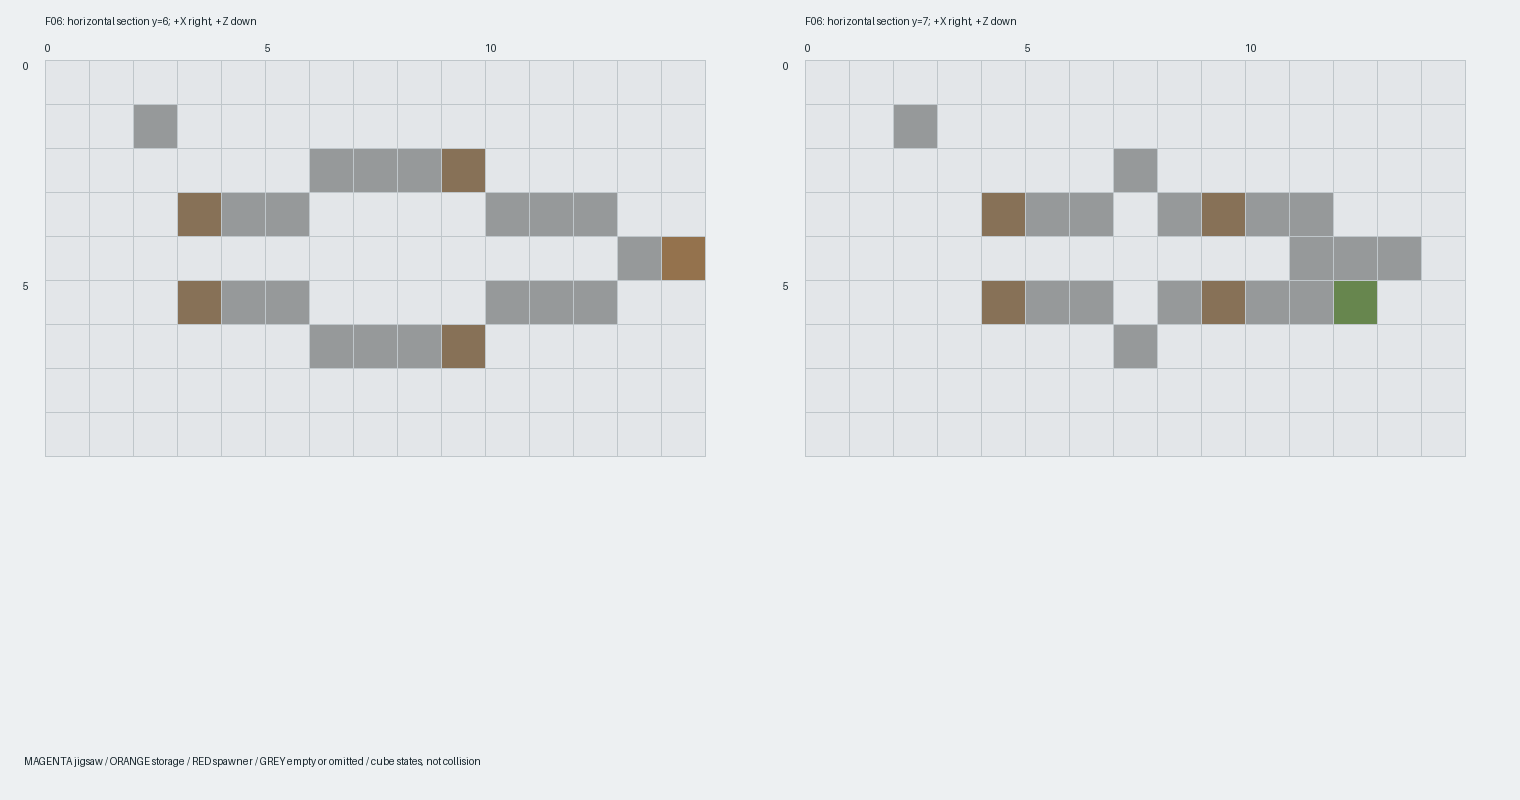 F06: horizontal section y=6; +X right, +Z down
F06: horizontal section y=7; +X right, +Z down
0 5 10
0 5 10
0
0
5
5
MAGENTA jigsaw / ORANGE storage / RED spawner / GREY empty or omitted / cube states, not collision